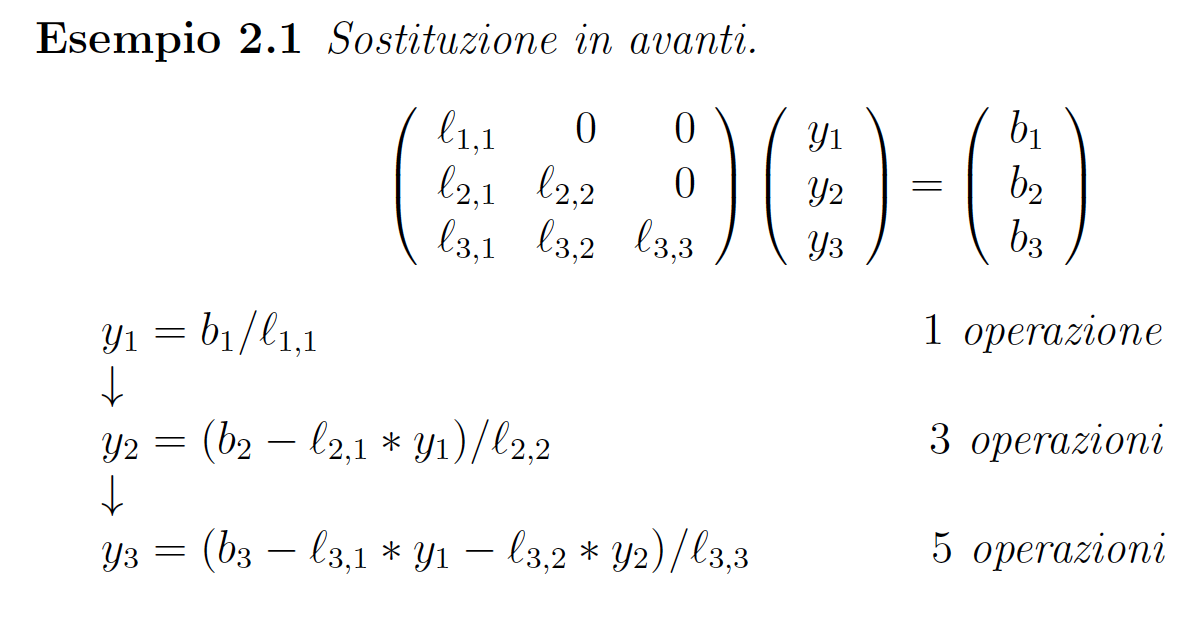 Esempio 2.1 Sostituzione in avanti.
( ℓ1,1 0 0 ) ( y1 ) = ( b1 )
( ℓ2,1 ℓ2,2 0 ) ( y2 ) = ( b2 )
( ℓ3,1 ℓ3,2 ℓ3,3 ) ( y3 ) = ( b3 )
y1 = b1/ℓ1,1 1 operazione
↓
y2 = (b2 − ℓ2,1 ∗ y1)/ℓ2,2 3 operazioni
↓
y3 = (b3 − ℓ3,1 ∗ y1 − ℓ3,2 ∗ y2)/ℓ3,3 5 operazioni